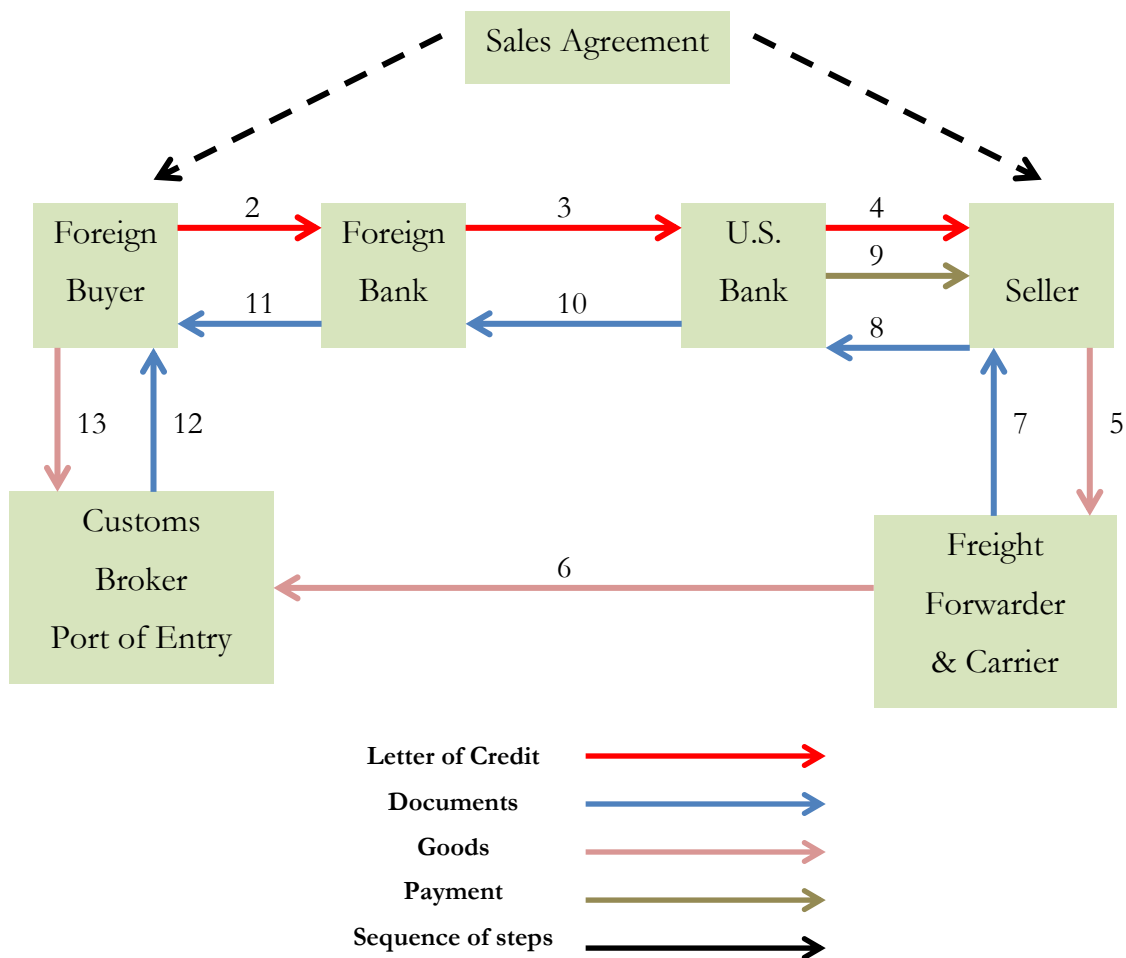 Sales Agreement
2
3
4
Foreign
Buyer
Foreign
Bank
U.S.
Bank
9
Seller
11
10
8
13
12
7
5
Customs
Broker
Port of Entry
6
Freight
Forwarder
& Carrier
Letter of Credit
Documents
Goods
Payment
Sequence of steps